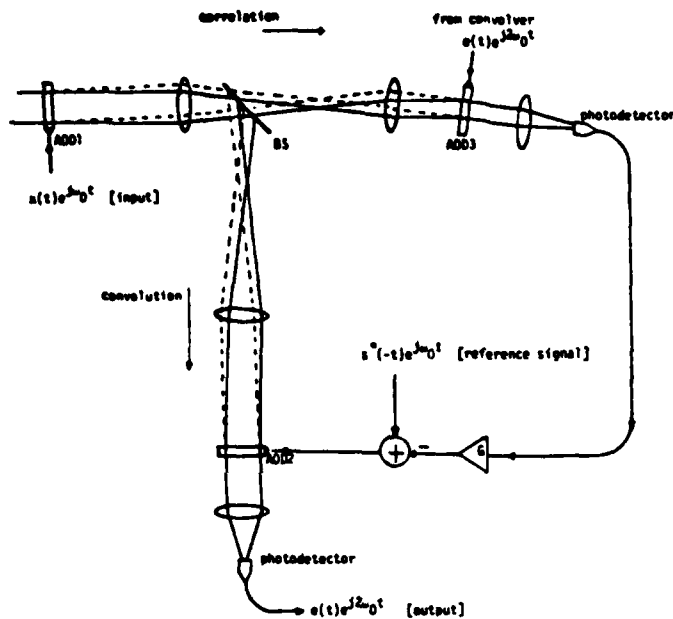 correlation
from convolver
e(t)e^{j2ω0t}
photodetector
AOD1
BS
AOD3
x(t)e^{jω0t} [input]
convolution
s*(-t)e^{jω0t} [reference signal]
+
−
G
AOD2
photodetector
e(t)e^{j2ω0t} [output]